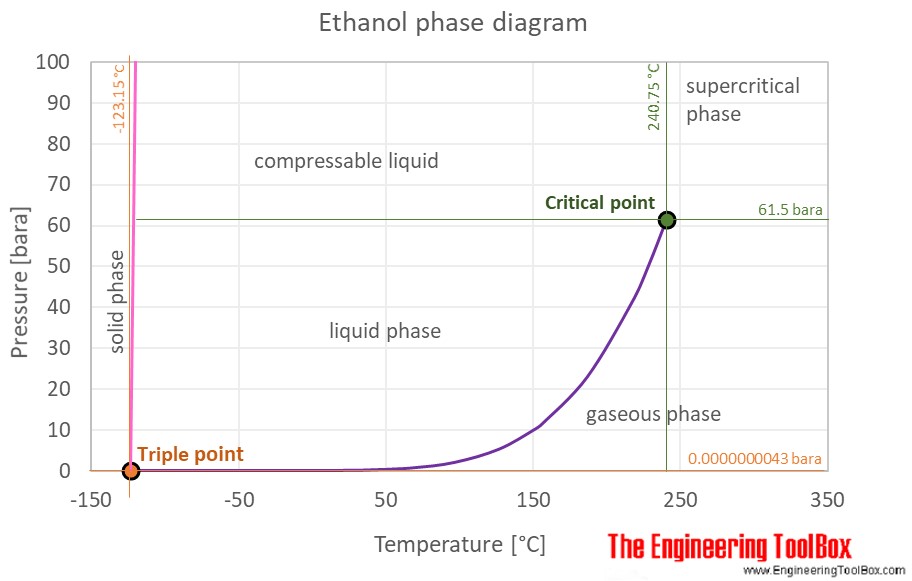 Ethanol phase diagram
100
90
80
70
60
50
40
30
20
10
0
Pressure [bara]
-123.15 °C
240.75 °C
supercritical
phase
compressable liquid
Critical point
61.5 bara
solid phase
liquid phase
gaseous phase
Triple point
0.0000000043 bara
-150
-50
50
150
250
350
Temperature [°C]
The Engineering ToolBox
www.EngineeringToolBox.com